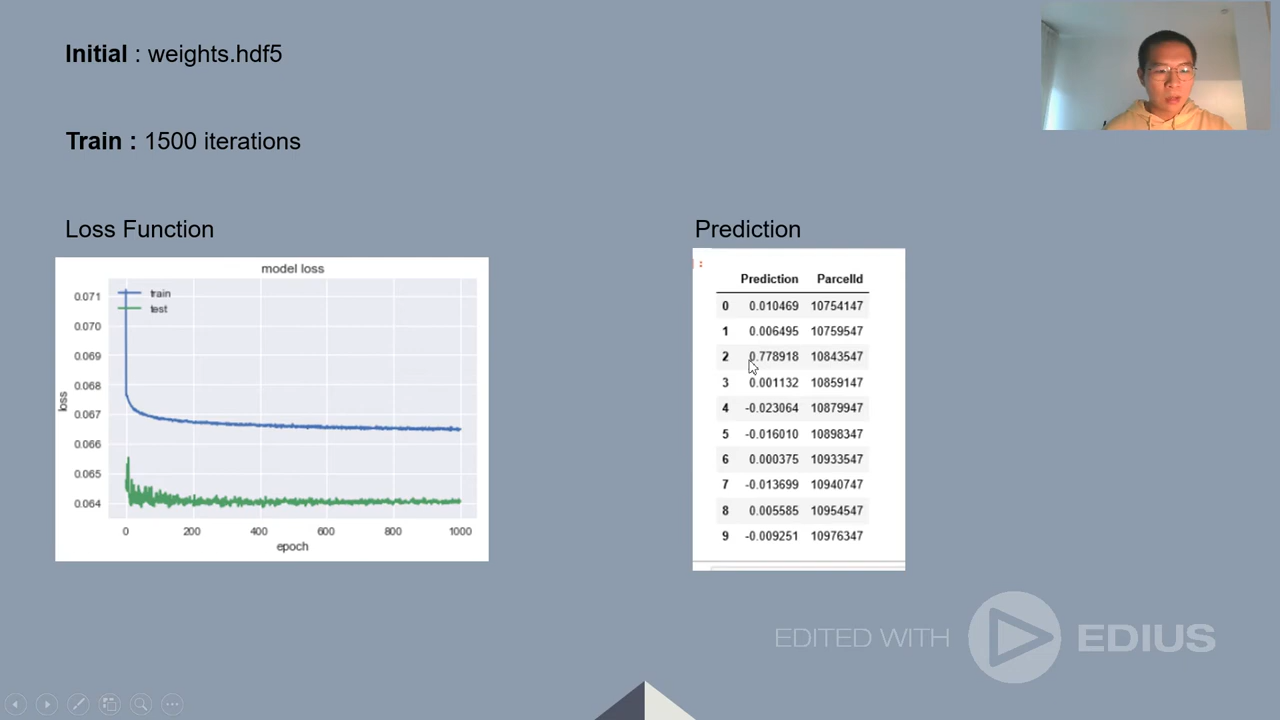 Initial : weights.hdf5
Train : 1500 iterations
Loss Function
model loss
train
test
0.071
0.070
0.069
0.068
0.067
0.066
0.065
0.064
loss
0 200 400 600 800 1000
epoch
Prediction
:
Prediction ParcelId
0 0.010469 10754147
1 0.006495 10759547
2 0.778918 10843547
3 0.001132 10859147
4 -0.023064 10879947
5 -0.016010 10898347
6 0.000375 10933547
7 -0.013699 10940747
8 0.005585 10954547
9 -0.009251 10976347
EDITED WITH EDIUS